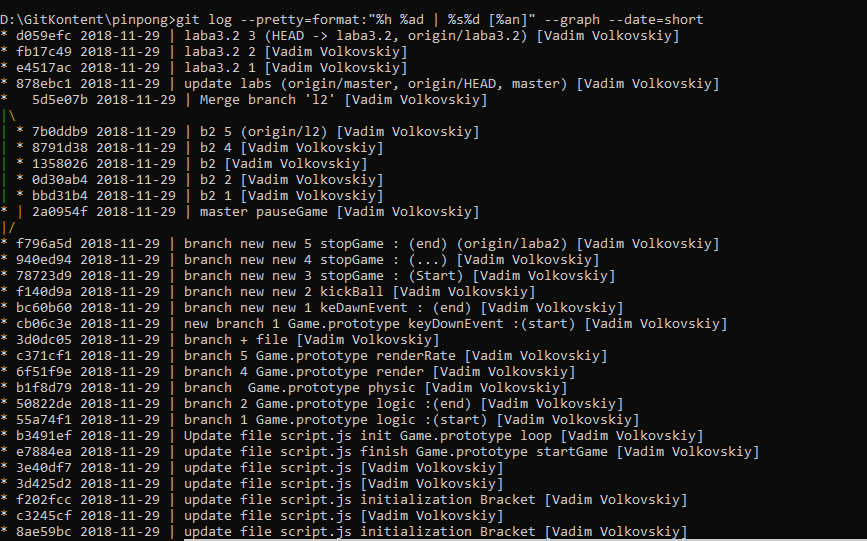 D:\GitKontent\pinpong>git log --pretty=format:"%h %ad | %s%d [%an]" --graph --date=short
* d059efc 2018-11-29 | laba3.2 3 (HEAD -> laba3.2, origin/laba3.2) [Vadim Volkovskiy]
* fb17c49 2018-11-29 | laba3.2 2 [Vadim Volkovskiy]
* e4517ac 2018-11-29 | laba3.2 1 [Vadim Volkovskiy]
* 878ebc1 2018-11-29 | update labs (origin/master, origin/HEAD, master) [Vadim Volkovskiy]
*   5d5e07b 2018-11-29 | Merge branch 'l2' [Vadim Volkovskiy]
|\
| * 7b0ddb9 2018-11-29 | b2 5 (origin/l2) [Vadim Volkovskiy]
| * 8791d38 2018-11-29 | b2 4 [Vadim Volkovskiy]
| * 1358026 2018-11-29 | b2 [Vadim Volkovskiy]
| * 0d30ab4 2018-11-29 | b2 2 [Vadim Volkovskiy]
| * bbd31b4 2018-11-29 | b2 1 [Vadim Volkovskiy]
* | 2a0954f 2018-11-29 | master pauseGame [Vadim Volkovskiy]
|/
* f796a5d 2018-11-29 | branch new new 5 stopGame : (end) (origin/laba2) [Vadim Volkovskiy]
* 940ed94 2018-11-29 | branch new new 4 stopGame : (...) [Vadim Volkovskiy]
* 78723d9 2018-11-29 | branch new new 3 stopGame : (Start) [Vadim Volkovskiy]
* f140d9a 2018-11-29 | branch new new 2 kickBall [Vadim Volkovskiy]
* bc60b60 2018-11-29 | branch new new 1 keDawnEvent : (end) [Vadim Volkovskiy]
* cb06c3e 2018-11-29 | new branch 1 Game.prototype keyDownEvent :(start) [Vadim Volkovskiy]
* 3d0dc05 2018-11-29 | branch + file [Vadim Volkovskiy]
* c371cf1 2018-11-29 | branch 5 Game.prototype renderRate [Vadim Volkovskiy]
* 6f51f9e 2018-11-29 | branch 4 Game.prototype render [Vadim Volkovskiy]
* b1f8d79 2018-11-29 | branch  Game.prototype physic [Vadim Volkovskiy]
* 50822de 2018-11-29 | branch 2 Game.prototype logic :(end) [Vadim Volkovskiy]
* 55a74f1 2018-11-29 | branch 1 Game.prototype logic :(start) [Vadim Volkovskiy]
* b3491ef 2018-11-29 | Update file script.js init Game.prototype loop [Vadim Volkovskiy]
* e7884ea 2018-11-29 | update file script.js finish Game.prototype startGame [Vadim Volkovskiy]
* 3e40df7 2018-11-29 | update file script.js [Vadim Volkovskiy]
* 3d425d2 2018-11-29 | update file script.js [Vadim Volkovskiy]
* f202fcc 2018-11-29 | update file script.js initialization Bracket [Vadim Volkovskiy]
* c3245cf 2018-11-29 | update file script.js [Vadim Volkovskiy]
* 8ae59bc 2018-11-29 | update file script.js initialization Bracket [Vadim Volkovskiy]